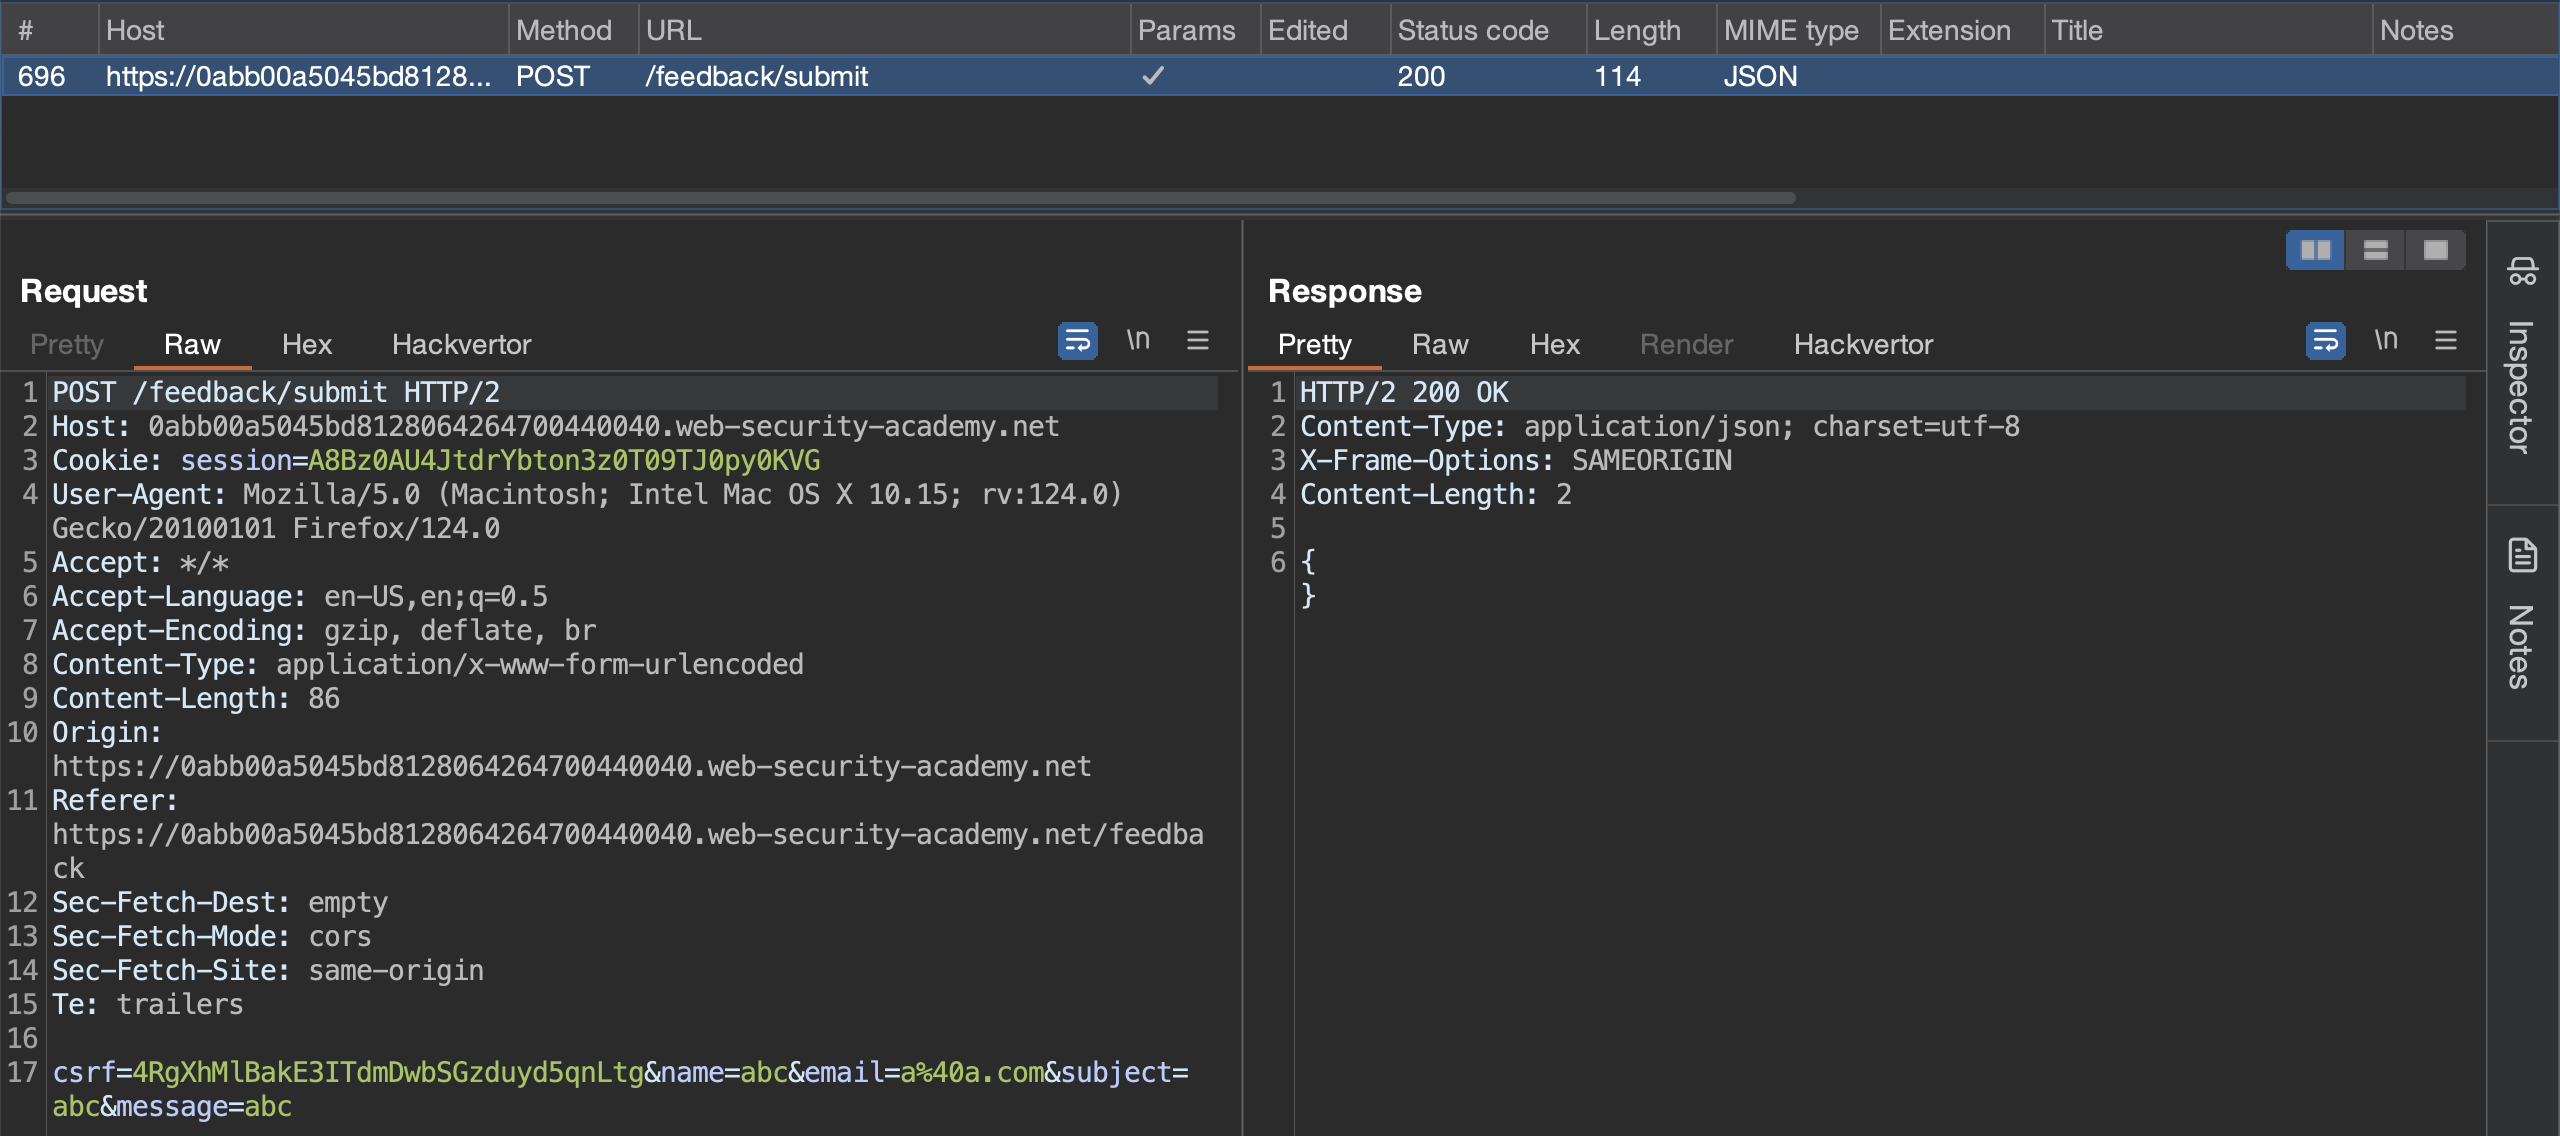 # Host Method URL Params Edited Status code Length MIME type Extension Title Notes
696 https://0abb00a5045bd8128... POST /feedback/submit ✓ 200 114 JSON
Request
Pretty Raw Hex Hackvertor \n
1 POST /feedback/submit HTTP/2
2 Host: 0abb00a5045bd8128064264700440040.web-security-academy.net
3 Cookie: session=A8Bz0AU4JtdrYbton3z0T09TJ0py0KVG
4 User-Agent: Mozilla/5.0 (Macintosh; Intel Mac OS X 10.15; rv:124.0)
Gecko/20100101 Firefox/124.0
5 Accept: */*
6 Accept-Language: en-US,en;q=0.5
7 Accept-Encoding: gzip, deflate, br
8 Content-Type: application/x-www-form-urlencoded
9 Content-Length: 86
10 Origin:
https://0abb00a5045bd8128064264700440040.web-security-academy.net
11 Referer:
https://0abb00a5045bd8128064264700440040.web-security-academy.net/feedba
ck
12 Sec-Fetch-Dest: empty
13 Sec-Fetch-Mode: cors
14 Sec-Fetch-Site: same-origin
15 Te: trailers
16
17 csrf=4RgXhMlBakE3ITdmDwbSGzduyd5qnLtg&name=abc&email=a%40a.com&subject=
abc&message=abc
Response
Pretty Raw Hex Render Hackvertor \n
1 HTTP/2 200 OK
2 Content-Type: application/json; charset=utf-8
3 X-Frame-Options: SAMEORIGIN
4 Content-Length: 2
5
6 {
}
Inspector
Notes